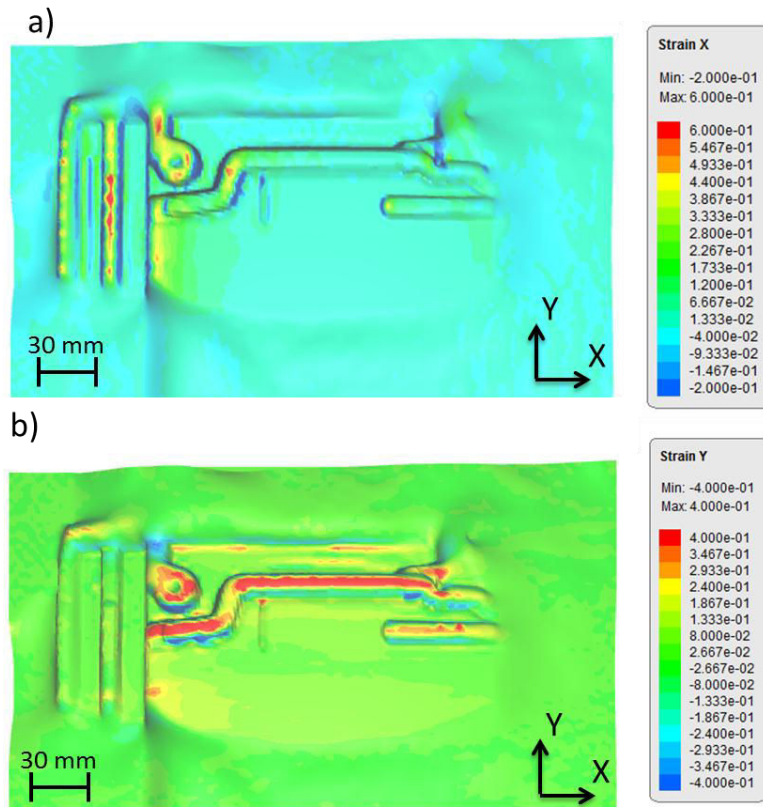 a)
Strain X
Min: -2.000e-01
Max: 6.000e-01
6.000e-01
5.467e-01
4.933e-01
4.400e-01
3.867e-01
3.333e-01
2.800e-01
2.267e-01
1.733e-01
1.200e-01
6.667e-02
1.333e-02
-4.000e-02
-9.333e-02
-1.467e-01
-2.000e-01
Y
X
30 mm
b)
Strain Y
Min: -4.000e-01
Max: 4.000e-01
4.000e-01
3.467e-01
2.933e-01
2.400e-01
1.867e-01
1.333e-01
8.000e-02
2.667e-02
-2.667e-02
-8.000e-02
-1.333e-01
-1.867e-01
-2.400e-01
-2.933e-01
-3.467e-01
-4.000e-01
Y
X
30 mm